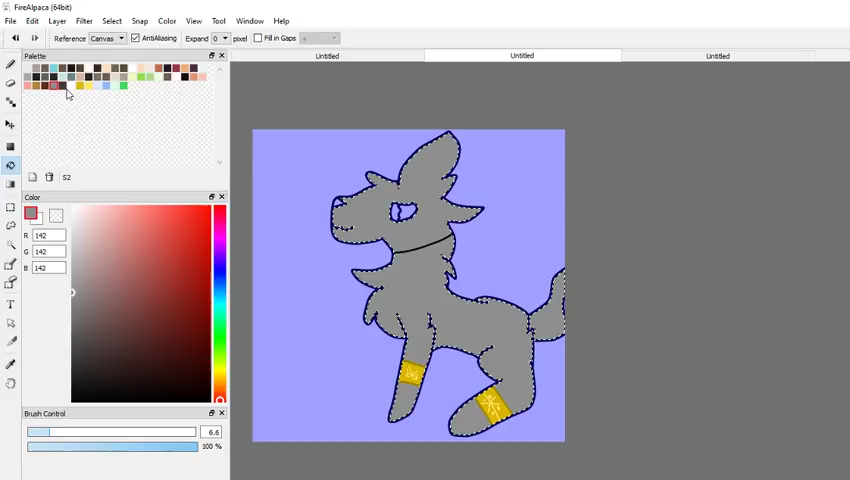 FireAlpaca (64bit)
File Edit Layer Filter Select Snap Color View Tool Window Help
Reference Canvas AntiAliasing Expand 0 pixel Fill in Gaps
Palette
Untitled Untitled Untitled
S2
Color
R 142
G 142
B 142
T
Brush Control
6.6
100 %